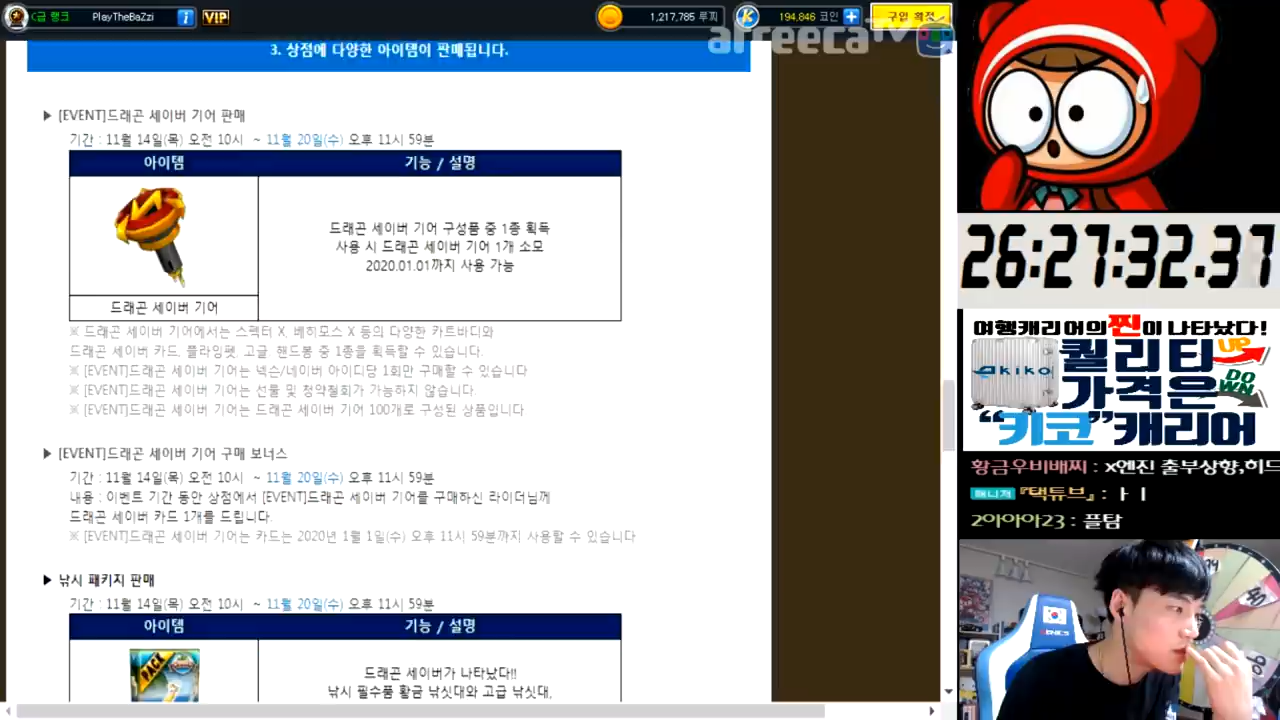 C급 랭크 PlayTheBaZzi VIP 1,217,785 루찌 194,846 코인 구입 확정
afreecaTV
3. 상점에 다양한 아이템이 판매됩니다.
▶ [EVENT]드래곤 세이버 기어 판매
기간 : 11월 14일(목) 오전 10시 ~ 11월 20일(수) 오후 11시 59분
아이템 기능 / 설명
드래곤 세이버 기어 구성품 중 1종 획득
사용 시 드래곤 세이버 기어 1개 소모
2020.01.01까지 사용 가능
드래곤 세이버 기어
※ 드래곤 세이버 기어에서는 스펙터 X, 베히모스 X 등의 다양한 카트바디와
드래곤 세이버 카드, 플라잉펫, 고글, 핸드봉 중 1종을 획득할 수 있습니다.
※ [EVENT]드래곤 세이버 기어는 넥슨/네이버 아이디당 1회만 구매할 수 있습니다
※ [EVENT]드래곤 세이버 기어는 선물 및 청약철회가 가능하지 않습니다.
※ [EVENT]드래곤 세이버 기어는 드래곤 세이버 기어 100개로 구성된 상품입니다
▶ [EVENT]드래곤 세이버 기어 구매 보너스
기간 : 11월 14일(목) 오전 10시 ~ 11월 20일(수) 오후 11시 59분
내용 : 이벤트 기간 동안 상점에서 [EVENT]드래곤 세이버 기어를 구매하신 라이더님께
드래곤 세이버 카드 1개를 드립니다.
※ [EVENT]드래곤 세이버 기어는 카드는 2020년 1월 1일(수) 오후 11시 59분까지 사용할 수 있습니다
▶ 낚시 패키지 판매
기간 : 11월 14일(목) 오전 10시 ~ 11월 20일(수) 오후 11시 59분
아이템 기능 / 설명
PACK
드래곤 세이버가 나타났다!!
낚시 필수품 황금 낚싯대와 고급 낚싯대,
26:27:32.37
여행캐리어의 찐이 나타났다!
akiko
퀄리티 UP
가격은 DOWN
“키코”캐리어
황금우비배찌 : x엔진 출부상향,히드
매니저 『택튜브』 : ㅏㅣ
2아아아23 : 플탐